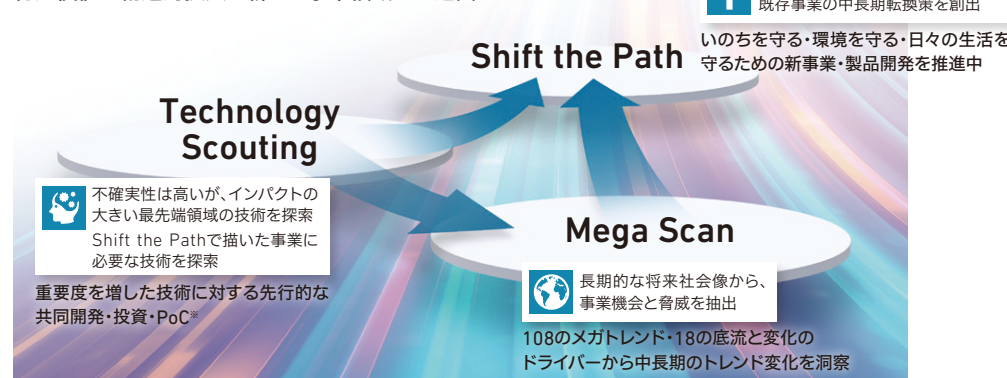 既存事業の中長期転換策を創出
いのちを守る・環境を守る・日々の生活を
守るための新事業・製品開発を推進中
Shift the Path
Technology
Scouting
不確実性は高いが、インパクトの
大きい最先端領域の技術を探索
Shift the Pathで描いた事業に
必要な技術を探索
重要度を増した技術に対する先行的な
共同開発・投資・PoC※
Mega Scan
長期的な将来社会像から、
事業機会と脅威を抽出
108のメガトレンド・18の底流と変化の
ドライバーから中長期のトレンド変化を洞察